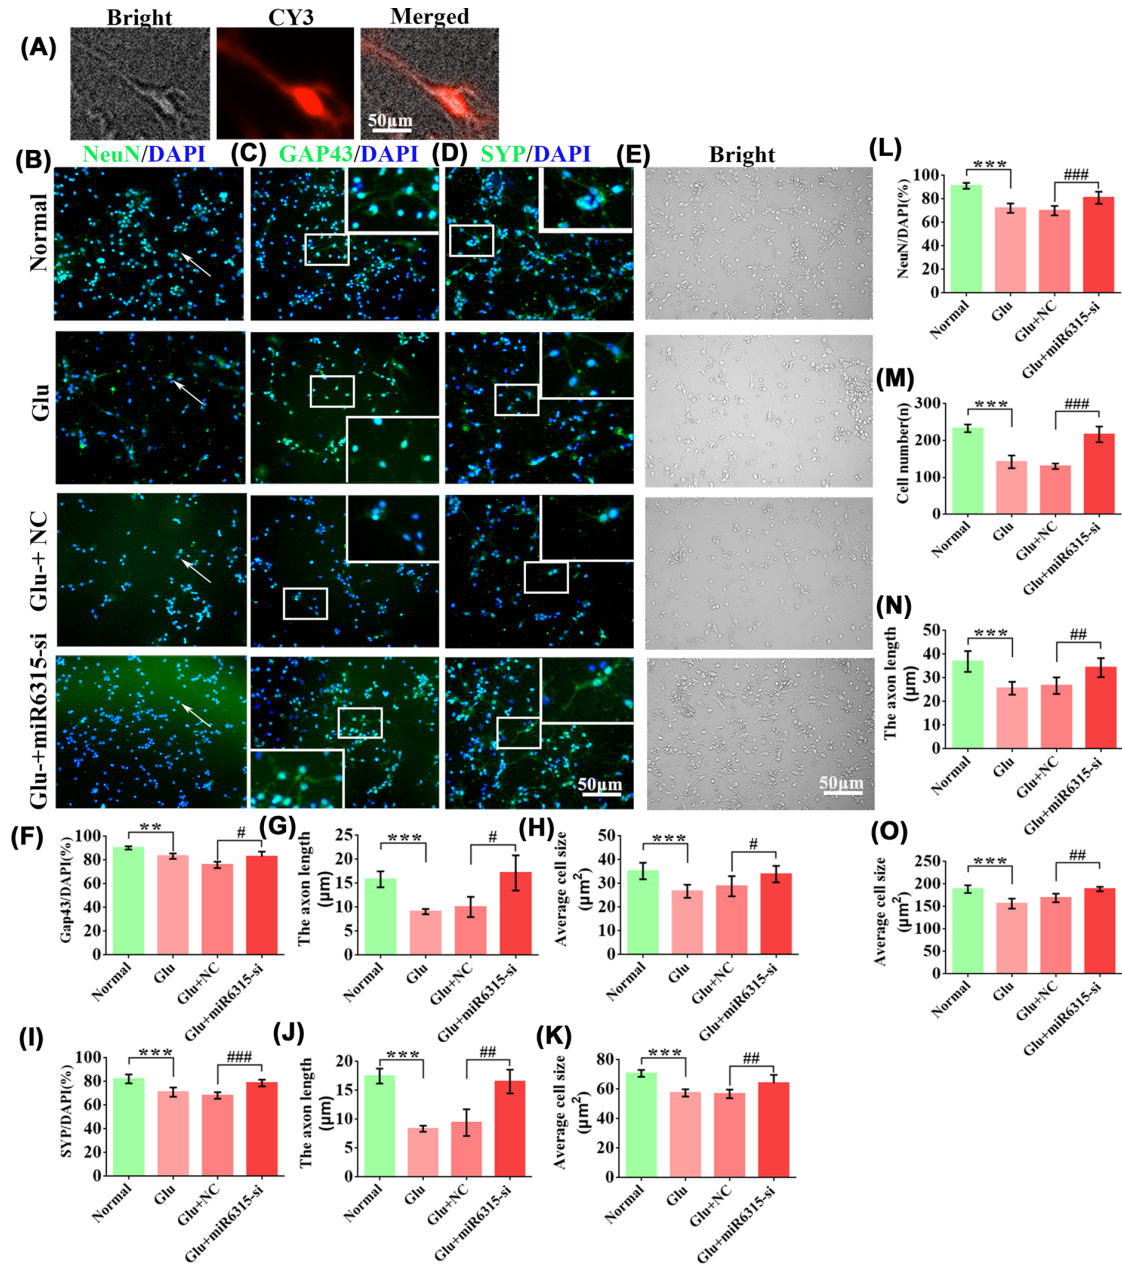 Bright CY3 Merged
(A)
50μm
(B) NeuN/DAPI (C) GAP43/DAPI (D) SYP/DAPI (E) Bright
Normal
Glu
Glu-+ NC
Glu-+miR6315-si
50μm
50μm
(L)
NeuN/DAPI(%)
100
80
60
40
20
0
***
###
Normal
Glu
Glu+NC
Glu+miR6315-si
(M)
Cell number(n)
300
200
100
0
***
###
Normal
Glu
Glu+NC
Glu+miR6315-si
(N)
The axon length
(μm)
50
40
30
20
10
0
***
##
Normal
Glu
Glu+NC
Glu+miR6315-si
(F)
Gap43/DAPI(%)
100
80
60
40
20
0
**
#
Normal
Glu
Glu+NC
Glu+miR6315-si
(G)
The axon length
(μm)
25
20
15
10
5
0
***
#
Normal
Glu
Glu+NC
Glu+miR6315-si
(H)
Average cell size
(μm²)
50
40
30
20
10
0
***
#
Normal
Glu
Glu+NC
Glu+miR6315-si
(O)
Average cell size
(μm²)
250
200
150
100
50
0
***
##
Normal
Glu
Glu+NC
Glu+miR6315-si
(I)
SYP/DAPI(%)
100
80
60
40
20
0
***
###
Normal
Glu
Glu+NC
Glu+miR6315-si
(J)
The axon length
(μm)
20
15
10
5
0
***
##
Normal
Glu
Glu+NC
Glu+miR6315-si
(K)
Average cell size
(μm²)
80
60
40
20
0
***
##
Normal
Glu
Glu+NC
Glu+miR6315-si